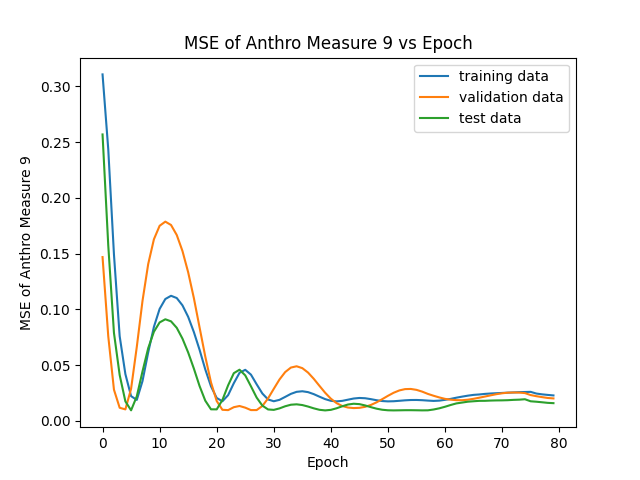 MSE of Anthro Measure 9 vs Epoch
training data
validation data
test data
MSE of Anthro Measure 9
0.30
0.25
0.20
0.15
0.10
0.05
0.00
0 10 20 30 40 50 60 70 80
Epoch